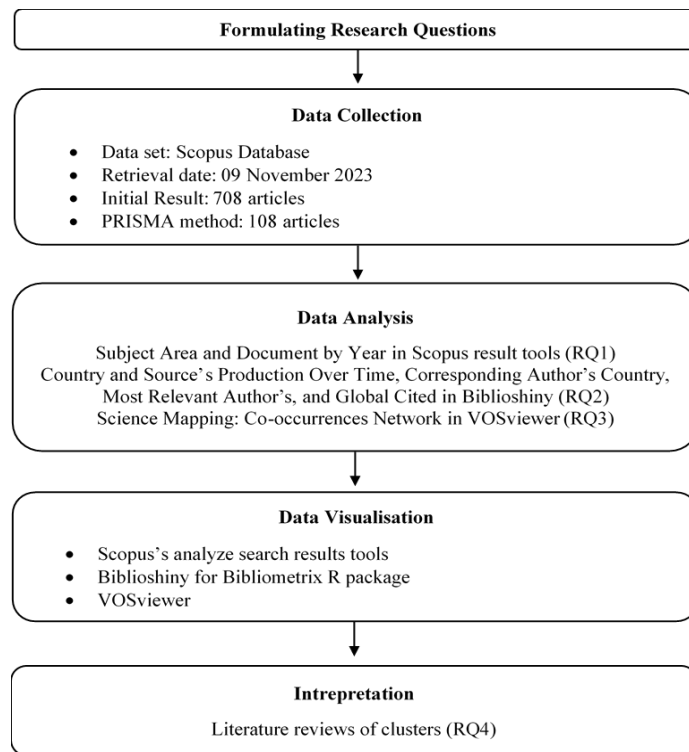 Formulating Research Questions
Data Collection
• Data set: Scopus Database
• Retrieval date: 09 November 2023
• Initial Result: 708 articles
• PRISMA method: 108 articles
Data Analysis
Subject Area and Document by Year in Scopus result tools (RQ1)
Country and Source's Production Over Time, Corresponding Author's Country,
Most Relevant Author's, and Global Cited in Biblioshiny (RQ2)
Science Mapping: Co-occurrences Network in VOSviewer (RQ3)
Data Visualisation
• Scopus's analyze search results tools
• Biblioshiny for Bibliometrix R package
• VOSviewer
Intrepretation
Literature reviews of clusters (RQ4)